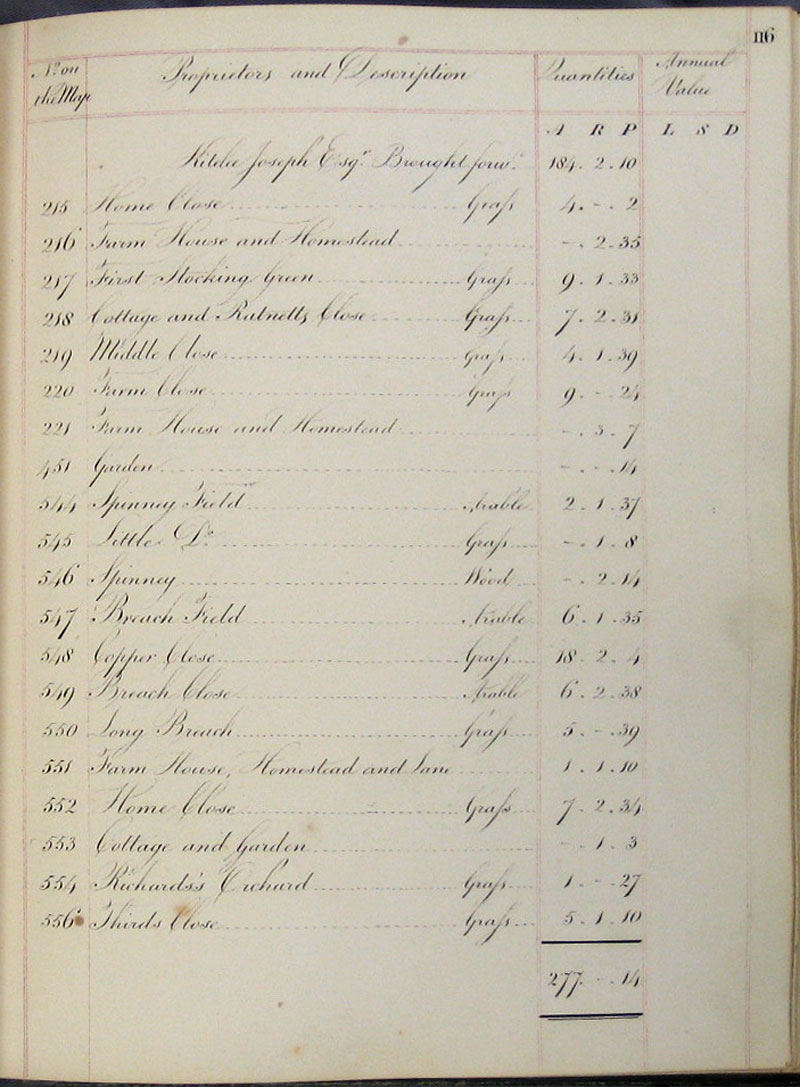 116
No. on the Map Proprietors and Description Quantities Annual Value
A R P L S D
Kitelee Joseph Esqr. Brought forwd. 184. 2. 10
215 Home Close Graſs 4. - . 2
216 Farm House and Homestead - . 2. 35
217 First Stocking Green Graſs 9. 1. 33
218 Cottage and Ratnetts Close Graſs 7. 2. 31
219 Middle Close Graſs 4. 1. 39
220 Farm Close Graſs 9. - . 24
221 Farm House and Homestead - . 3. 7
451 Garden - . - . 14
544 Spinney Field Arable 2. 1. 37
545 Little Do. Graſs - . 1. 8
546 Spinney Wood - . 2. 14
547 Breach Field Arable 6. 1. 35
548 Copper Close Graſs 18. 2. 4
549 Breach Close Arable 6. 2. 38
550 Long Breach Graſs 5. - . 39
551 Farm House, Homestead and Lane 1. 1. 10
552 Home Close Graſs 7. 2. 34
553 Cottage and Garden - . 1. 3
554 Richards's Orchard Graſs 1. - . 27
556 Thirds Close Graſs 5. 1. 10
277. - . 14